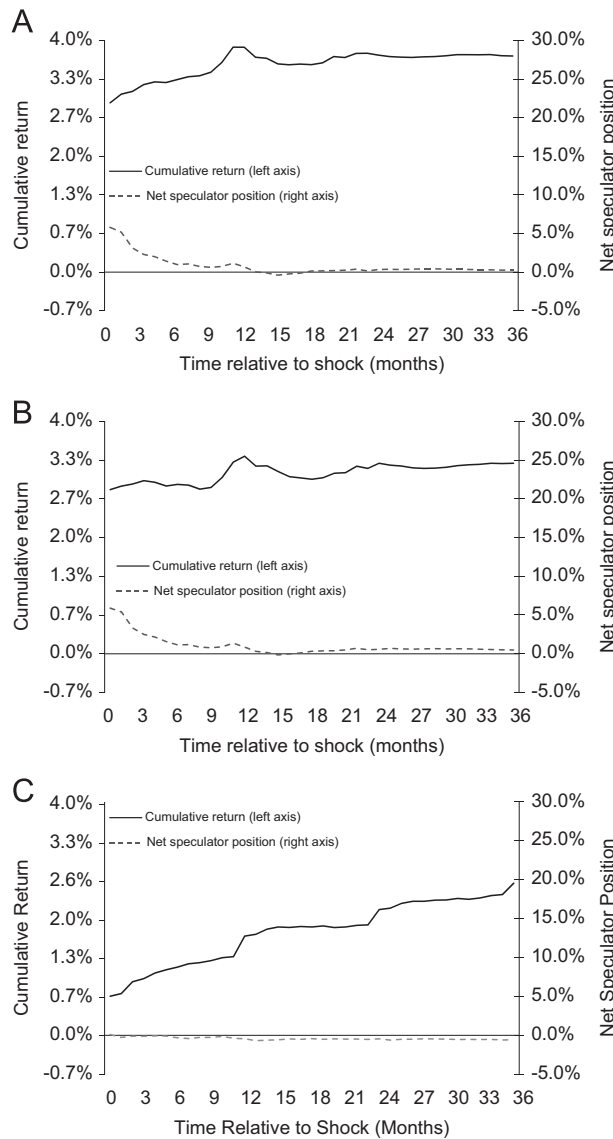 A
4.0%
3.3%
2.7%
2.0%
1.3%
0.7%
0.0%
-0.7%
Cumulative return
Cumulative return (left axis)
Net speculator position (right axis)
30.0%
25.0%
20.0%
15.0%
10.0%
5.0%
0.0%
-5.0%
Net speculator position
0 3 6 9 12 15 18 21 24 27 30 33 36
Time relative to shock (months)
B
4.0%
3.3%
2.7%
2.0%
1.3%
0.7%
0.0%
-0.7%
Cumulative return
Cumulative return (left axis)
Net speculator position (right axis)
30.0%
25.0%
20.0%
15.0%
10.0%
5.0%
0.0%
-5.0%
Net speculator position
0 3 6 9 12 15 18 21 24 27 30 33 36
Time relative to shock (months)
C
4.0%
3.3%
2.6%
2.0%
1.3%
0.7%
0.0%
-0.7%
Cumulative Return
Cumulative return (left axis)
Net speculator position (right axis)
30.0%
25.0%
20.0%
15.0%
10.0%
5.0%
0.0%
-5.0%
Net Speculator Position
0 3 6 9 12 15 18 21 24 27 30 33 36
Time Relative to Shock (Months)